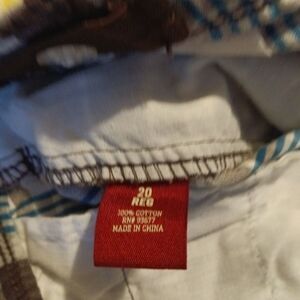 20
REG
100% COTTON
RN# 93677
MADE IN CHINA